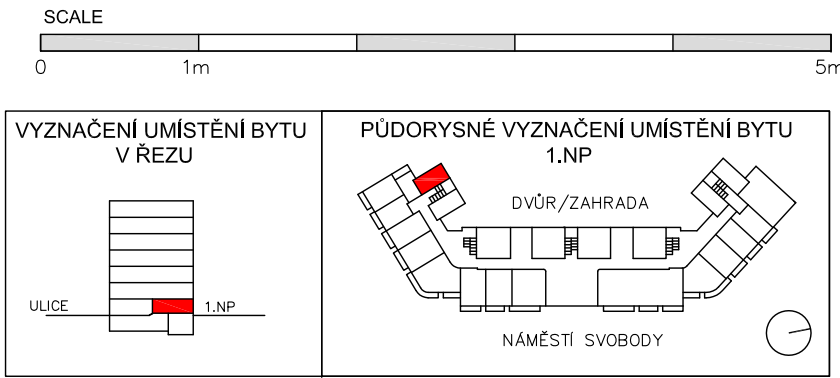 SCALE
0 1m 5m
VYZNAČENÍ UMÍSTĚNÍ BYTU
V ŘEZU
ULICE 1.NP
PŮDORYSNÉ VYZNAČENÍ UMÍSTĚNÍ BYTU
1.NP
DVŮR/ZAHRADA
NÁMĚSTÍ SVOBODY